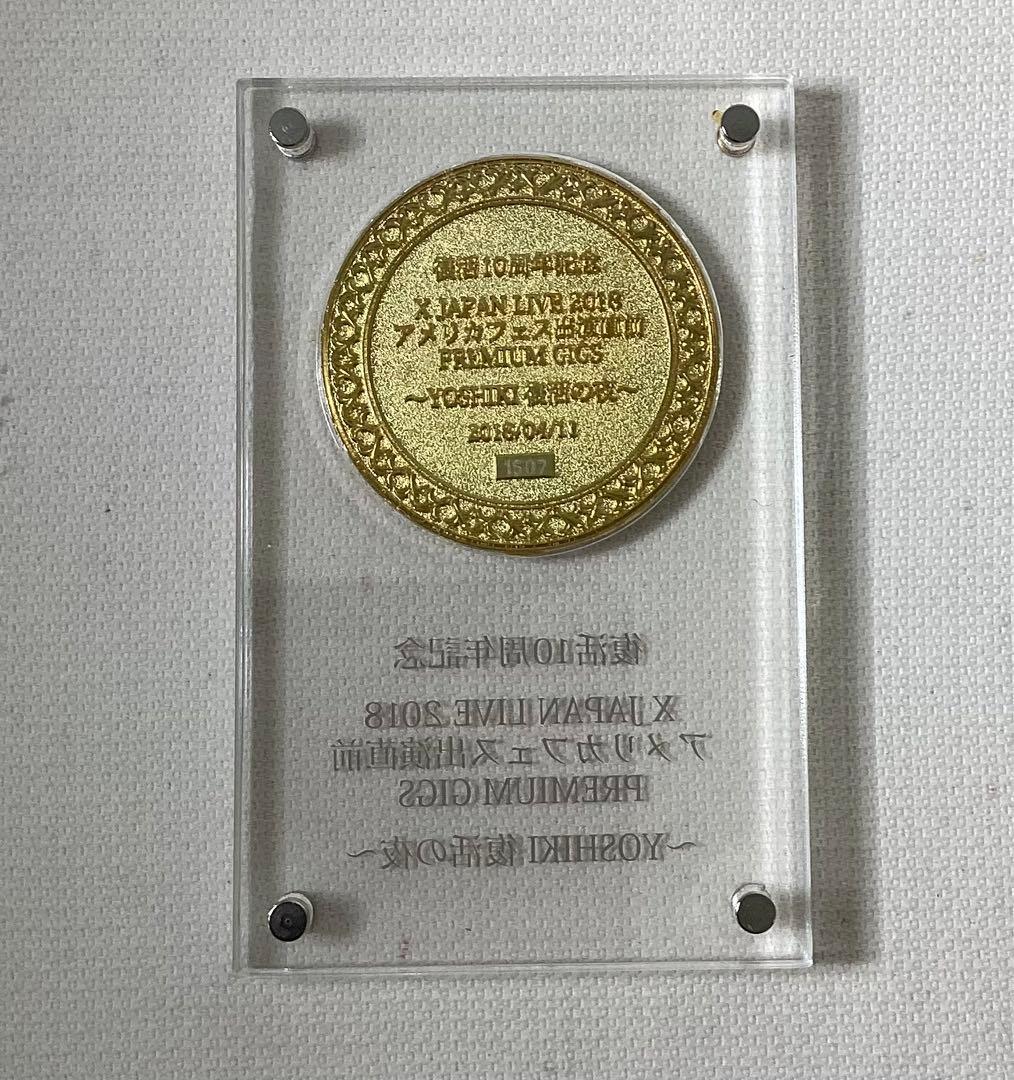 復活10周年記念
X JAPAN LIVE 2018
アメリカフェス出演直前
PREMIUM GIGS
～YOSHIKI 復活の夜～
2018/04/11
1507
復活10周年記念
X JAPAN LIVE 2018
アメリカフェス出演直前
PREMIUM GIGS
～YOSHIKI 復活の夜～